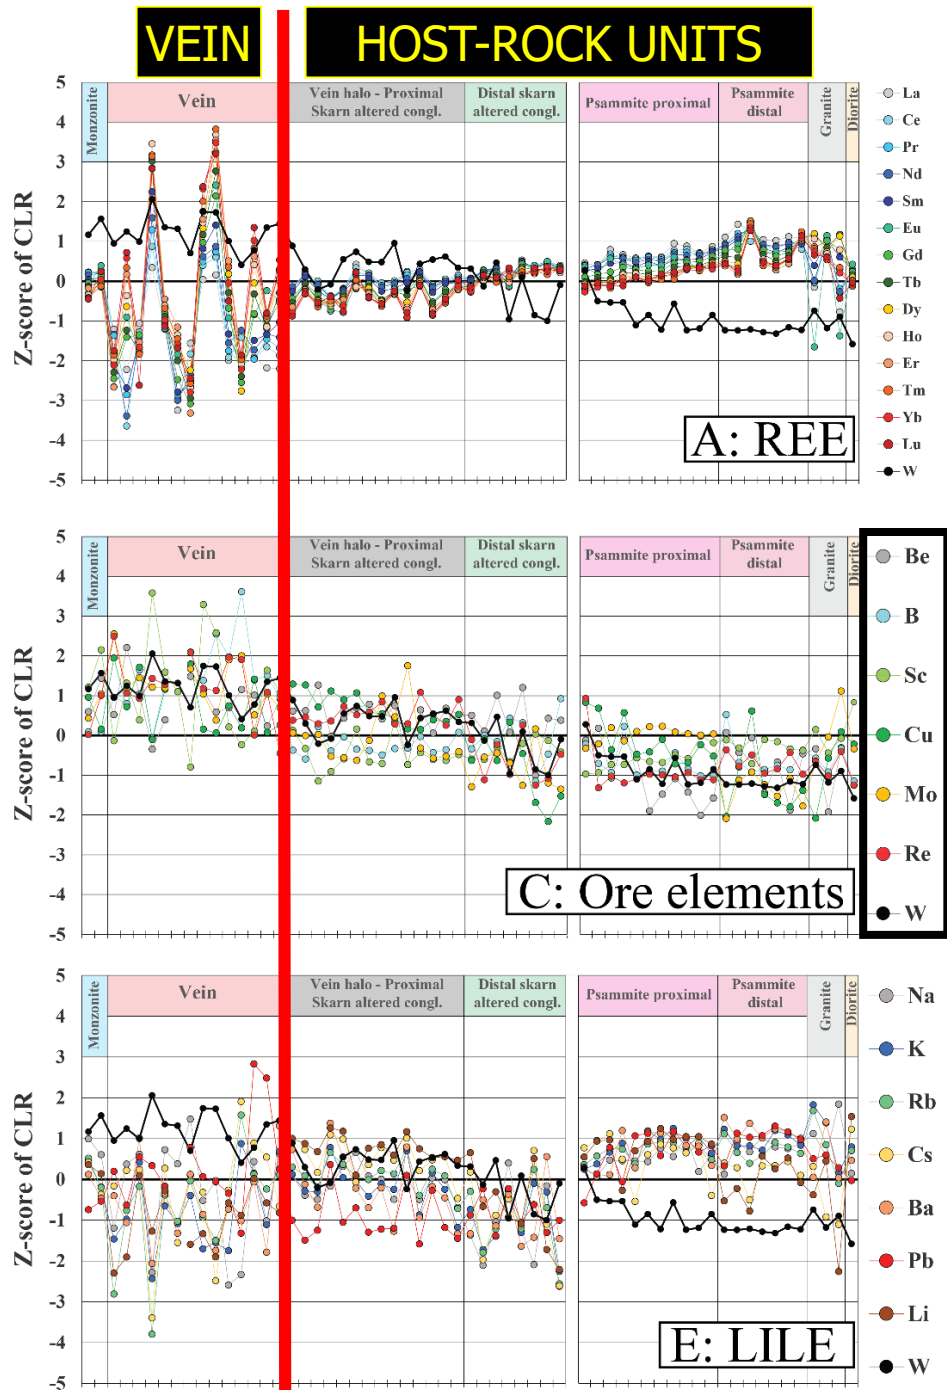 VEIN
HOST-ROCK UNITS
5
4
3
2
1
0
-1
-2
-3
-4
-5
Z-score of CLR
Monzonite
Vein
Vein halo - Proximal
Skarn altered congl.
Distal skarn
altered congl.
Psammite proximal
Psammite
distal
Granite
Diorite
La
Ce
Pr
Nd
Sm
Eu
Gd
Tb
Dy
Ho
Er
Tm
Yb
Lu
W
A: REE
5
4
3
2
1
0
-1
-2
-3
-4
-5
Z-score of CLR
Monzonite
Vein
Vein halo - Proximal
Skarn altered congl.
Distal skarn
altered congl.
Psammite proximal
Psammite
distal
Granite
Diorite
Be
B
Sc
Cu
Mo
Re
W
C: Ore elements
5
4
3
2
1
0
-1
-2
-3
-4
-5
Z-score of CLR
Monzonite
Vein
Vein halo - Proximal
Skarn altered congl.
Distal skarn
altered congl.
Psammite proximal
Psammite
distal
Granite
Diorite
Na
K
Rb
Cs
Ba
Pb
Li
W
E: LILE